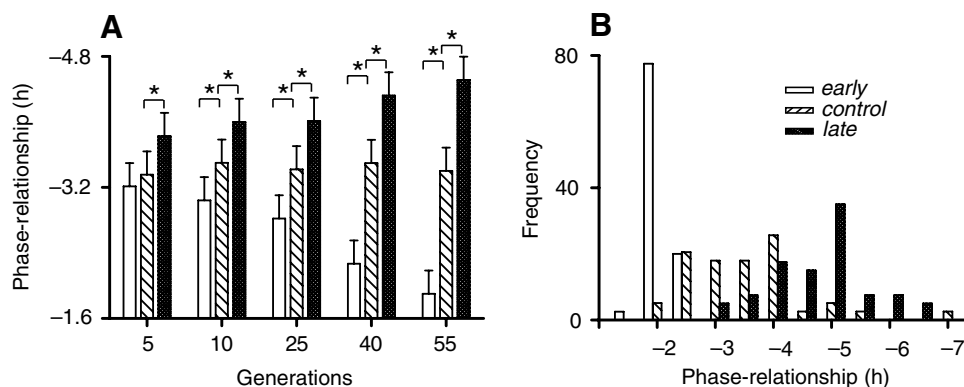 A
Phase-relationship (h)
–4.8
–3.2
–1.6
* * * * * * * * *
5 10 25 40 55
Generations
B
Frequency
80
40
0
early
control
late
–2 –3 –4 –5 –6 –7
Phase-relationship (h)